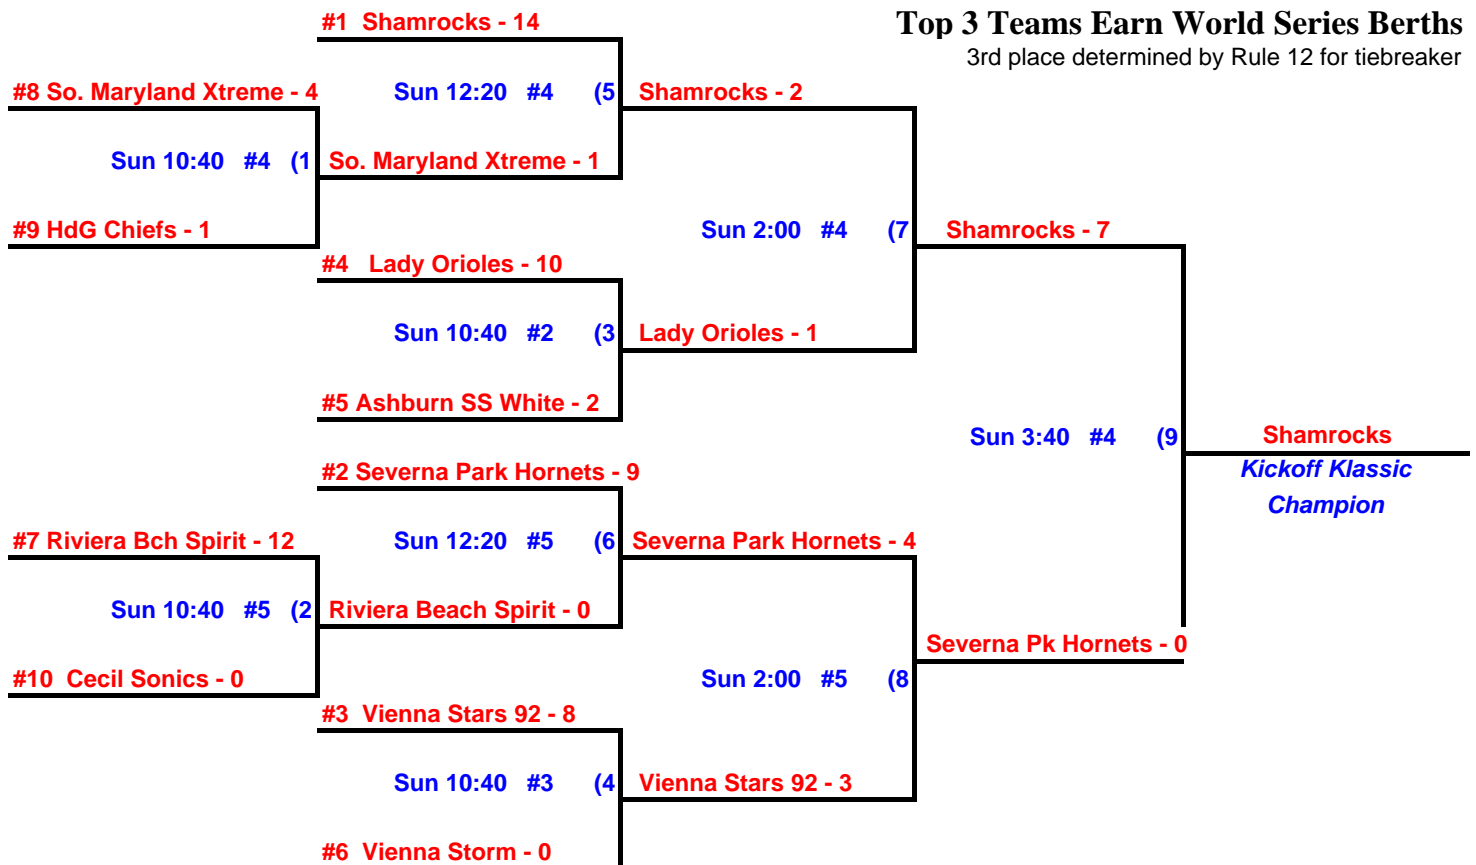 #1 Shamrocks - 14
Top 3 Teams Earn World Series Berths
3rd place determined by Rule 12 for tiebreaker
#8 So. Maryland Xtreme - 4
Sun 12:20 #4 (5
Shamrocks - 2
Sun 10:40 #4 (1
So. Maryland Xtreme - 1
#9 HdG Chiefs - 1
Sun 2:00 #4 (7
Shamrocks - 7
#4 Lady Orioles - 10
Sun 10:40 #2 (3
Lady Orioles - 1
#5 Ashburn SS White - 2
Sun 3:40 #4 (9
Shamrocks
Kickoff Klassic
Champion
#2 Severna Park Hornets - 9
#7 Riviera Bch Spirit - 12
Sun 12:20 #5 (6
Severna Park Hornets - 4
Sun 10:40 #5 (2
Riviera Beach Spirit - 0
Severna Pk Hornets - 0
#10 Cecil Sonics - 0
Sun 2:00 #5 (8
#3 Vienna Stars 92 - 8
Sun 10:40 #3 (4
Vienna Stars 92 - 3
#6 Vienna Storm - 0